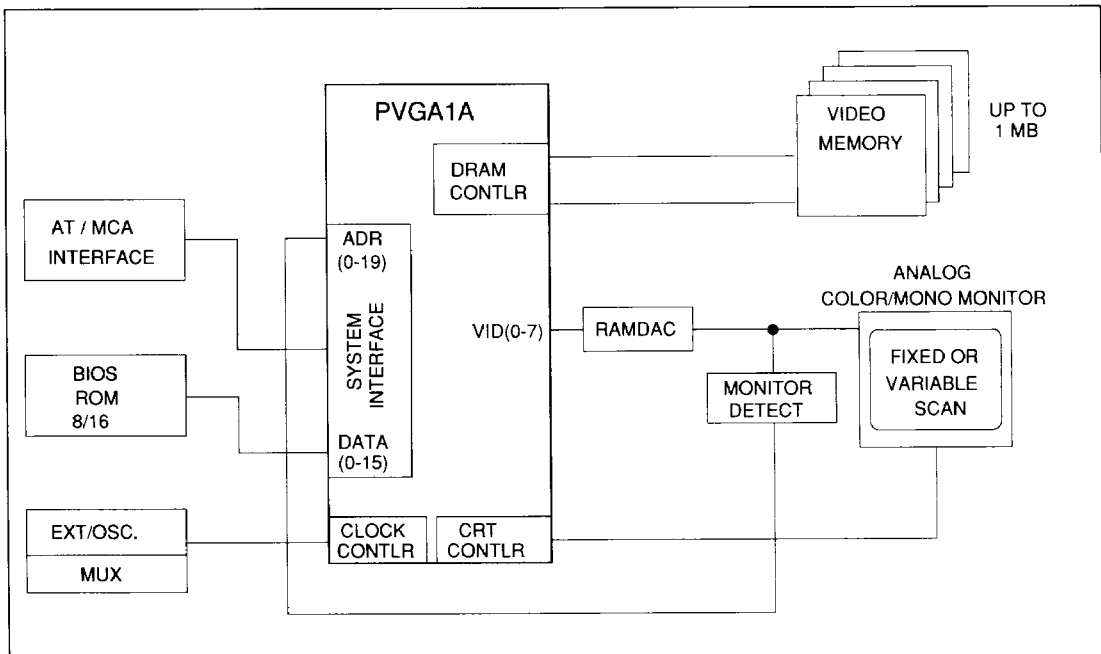 PVGA1A
DRAM
CONTLR
VIDEO
MEMORY
UP TO
1 MB
AT / MCA
INTERFACE
ADR
(0-19)
SYSTEM
INTERFACE
DATA
(0-15)
VID(0-7)
RAMDAC
ANALOG
COLOR/MONO MONITOR
FIXED OR
VARIABLE
SCAN
MONITOR
DETECT
BIOS
ROM
8/16
EXT/OSC.
MUX
CLOCK
CONTLR
CRT
CONTLR